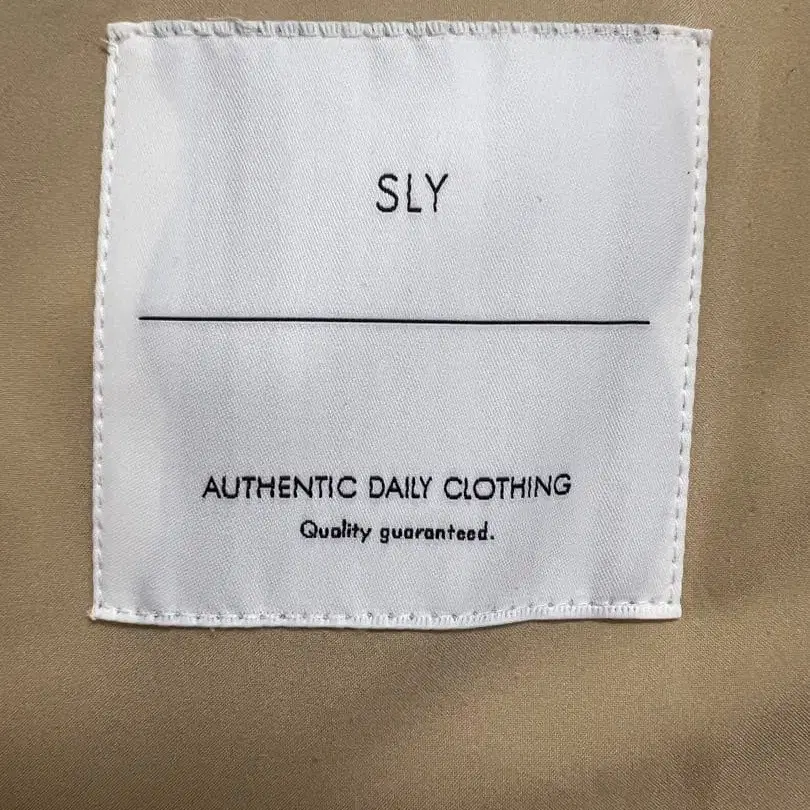 SLY
AUTHENTIC DAILY CLOTHING
Quality guaranteed.